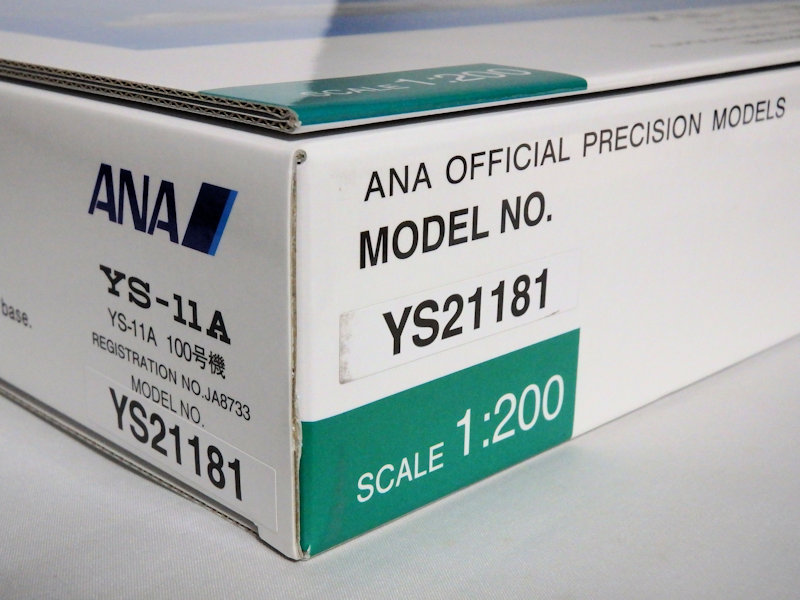 SCALE 1:200
ANA OFFICIAL PRECISION MODELS
MODEL NO.
YS21181
SCALE 1:200
ANA
YS-11A
YS-11A 100号機
REGISTRATION NO.JA8733
MODEL NO.
YS21181
base.